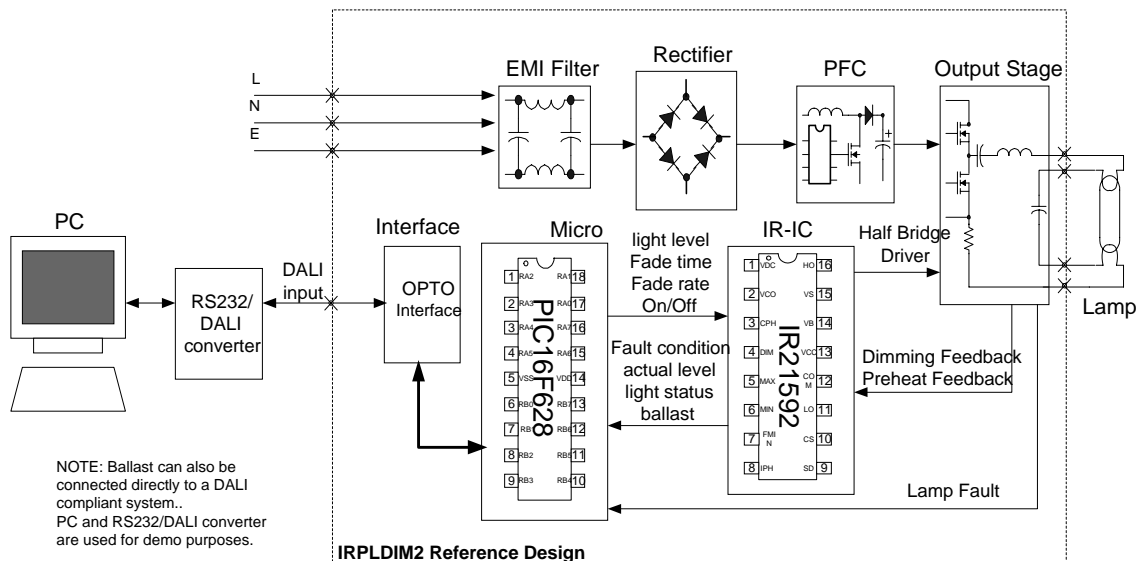 L
N
E
EMI Filter
Rectifier
PFC
Output Stage
+
PC
RS232/
DALI
converter
DALI
input
Interface
OPTO
Interface
Micro
PIC16F628
1 RA2
2 RA3
3 RA4
4 RA5
5 VSS
6 RB0
7 RB1
8 RB2
9 RB3
RA1 18
RA0 17
RA7 16
RA6 15
VDD 14
RB7 13
RB6 12
RB5 11
RB4 10
light level
Fade time
Fade rate
On/Off
Fault condition
actual level
light status
ballast
IR-IC
IR21592
1 VDC
2 VCO
3 CPH
4 DIM
5 MAX
6 MIN
7 FMI
N
8 IPH
HO 16
VS 15
VB 14
VCC 13
CO
M 12
LO 11
CS 10
SD 9
Half Bridge
Driver
Lamp
Dimming Feedback
Preheat Feedback
Lamp Fault
NOTE: Ballast can also be
connected directly to a DALI
compliant system..
PC and RS232/DALI converter
are used for demo purposes.
IRPLDIM2 Reference Design